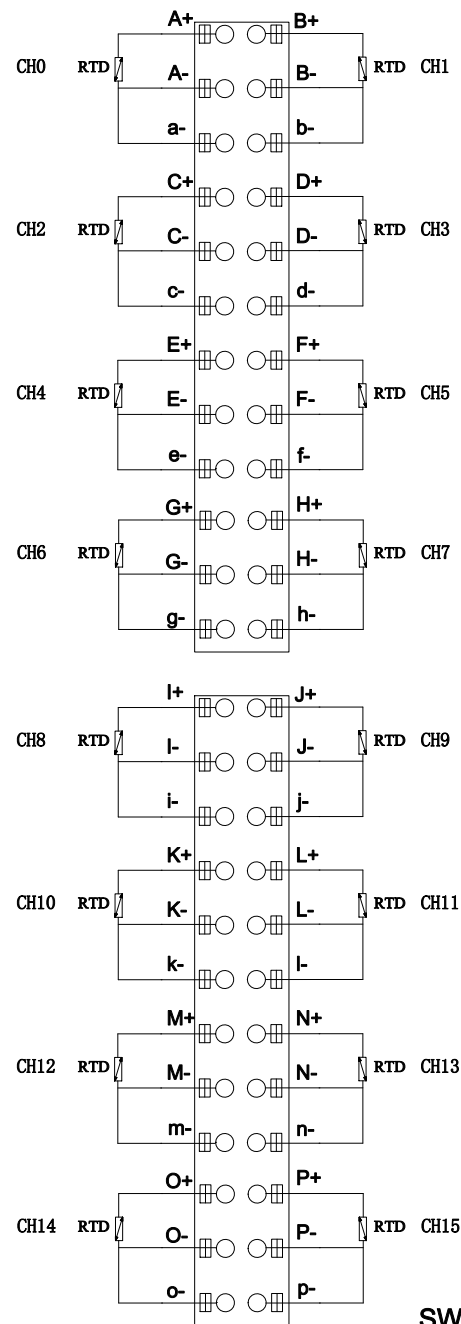 A+ B+
CH0 RTD A- B- RTD CH1
a- b-
C+ D+
CH2 RTD C- D- RTD CH3
c- d-
E+ F+
CH4 RTD E- F- RTD CH5
e- f-
G+ H+
CH6 RTD G- H- RTD CH7
g- h-
I+ J+
CH8 RTD I- J- RTD CH9
i- j-
K+ L+
CH10 RTD K- L- RTD CH11
k- l-
M+ N+
CH12 RTD M- N- RTD CH13
m- n-
O+ P+
CH14 RTD O- P- RTD CH15
o- p-
SW